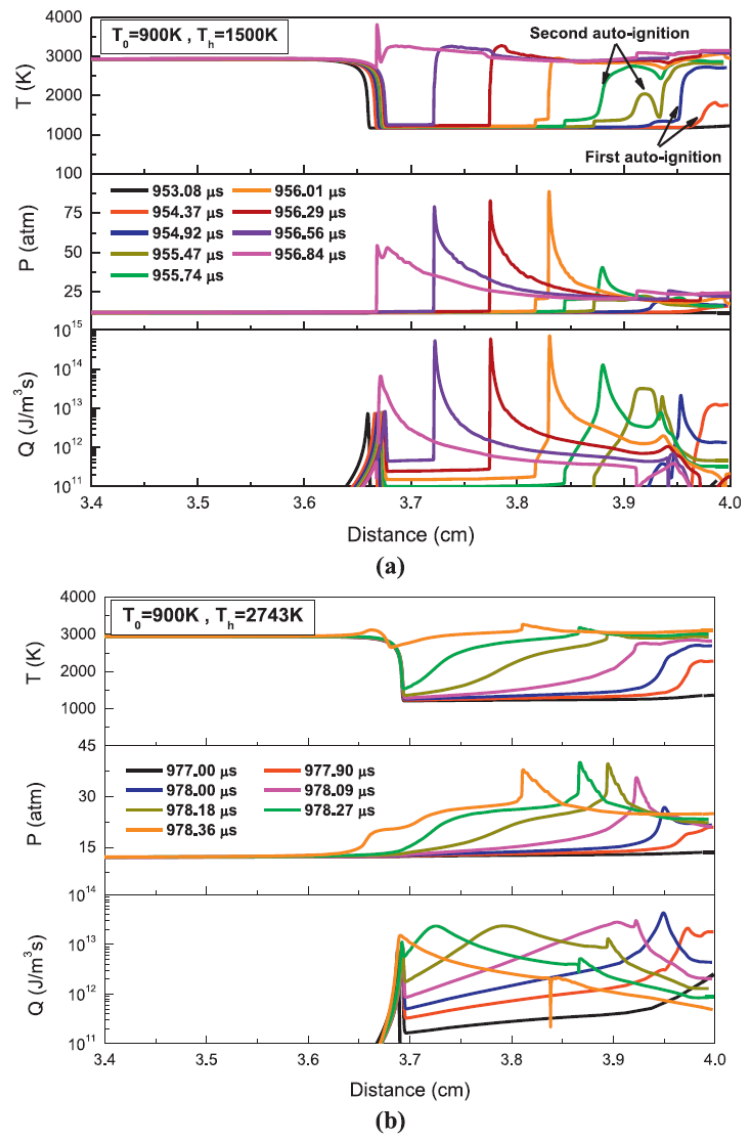 4000
T₀=900K , Tₕ=1500K
Second auto-ignition
3000
T (K)
2000
1000
First auto-ignition
100
953.08 μs
956.01 μs
75
954.37 μs
956.29 μs
P (atm)
954.92 μs
956.56 μs
50
955.47 μs
956.84 μs
25
955.74 μs
10¹⁵
Q (J/m³s)
10¹⁴
10¹³
10¹²
10¹¹
3.4 3.5 3.6 3.7 3.8 3.9 4.0
Distance (cm)
(a)
4000
T₀=900K , Tₕ=2743K
3000
T (K)
2000
1000
45
977.00 μs
977.90 μs
P (atm)
978.00 μs
978.09 μs
30
978.18 μs
978.27 μs
978.36 μs
15
10¹⁴
Q (J/m³s)
10¹³
10¹²
10¹¹
3.4 3.5 3.6 3.7 3.8 3.9 4.0
Distance (cm)
(b)